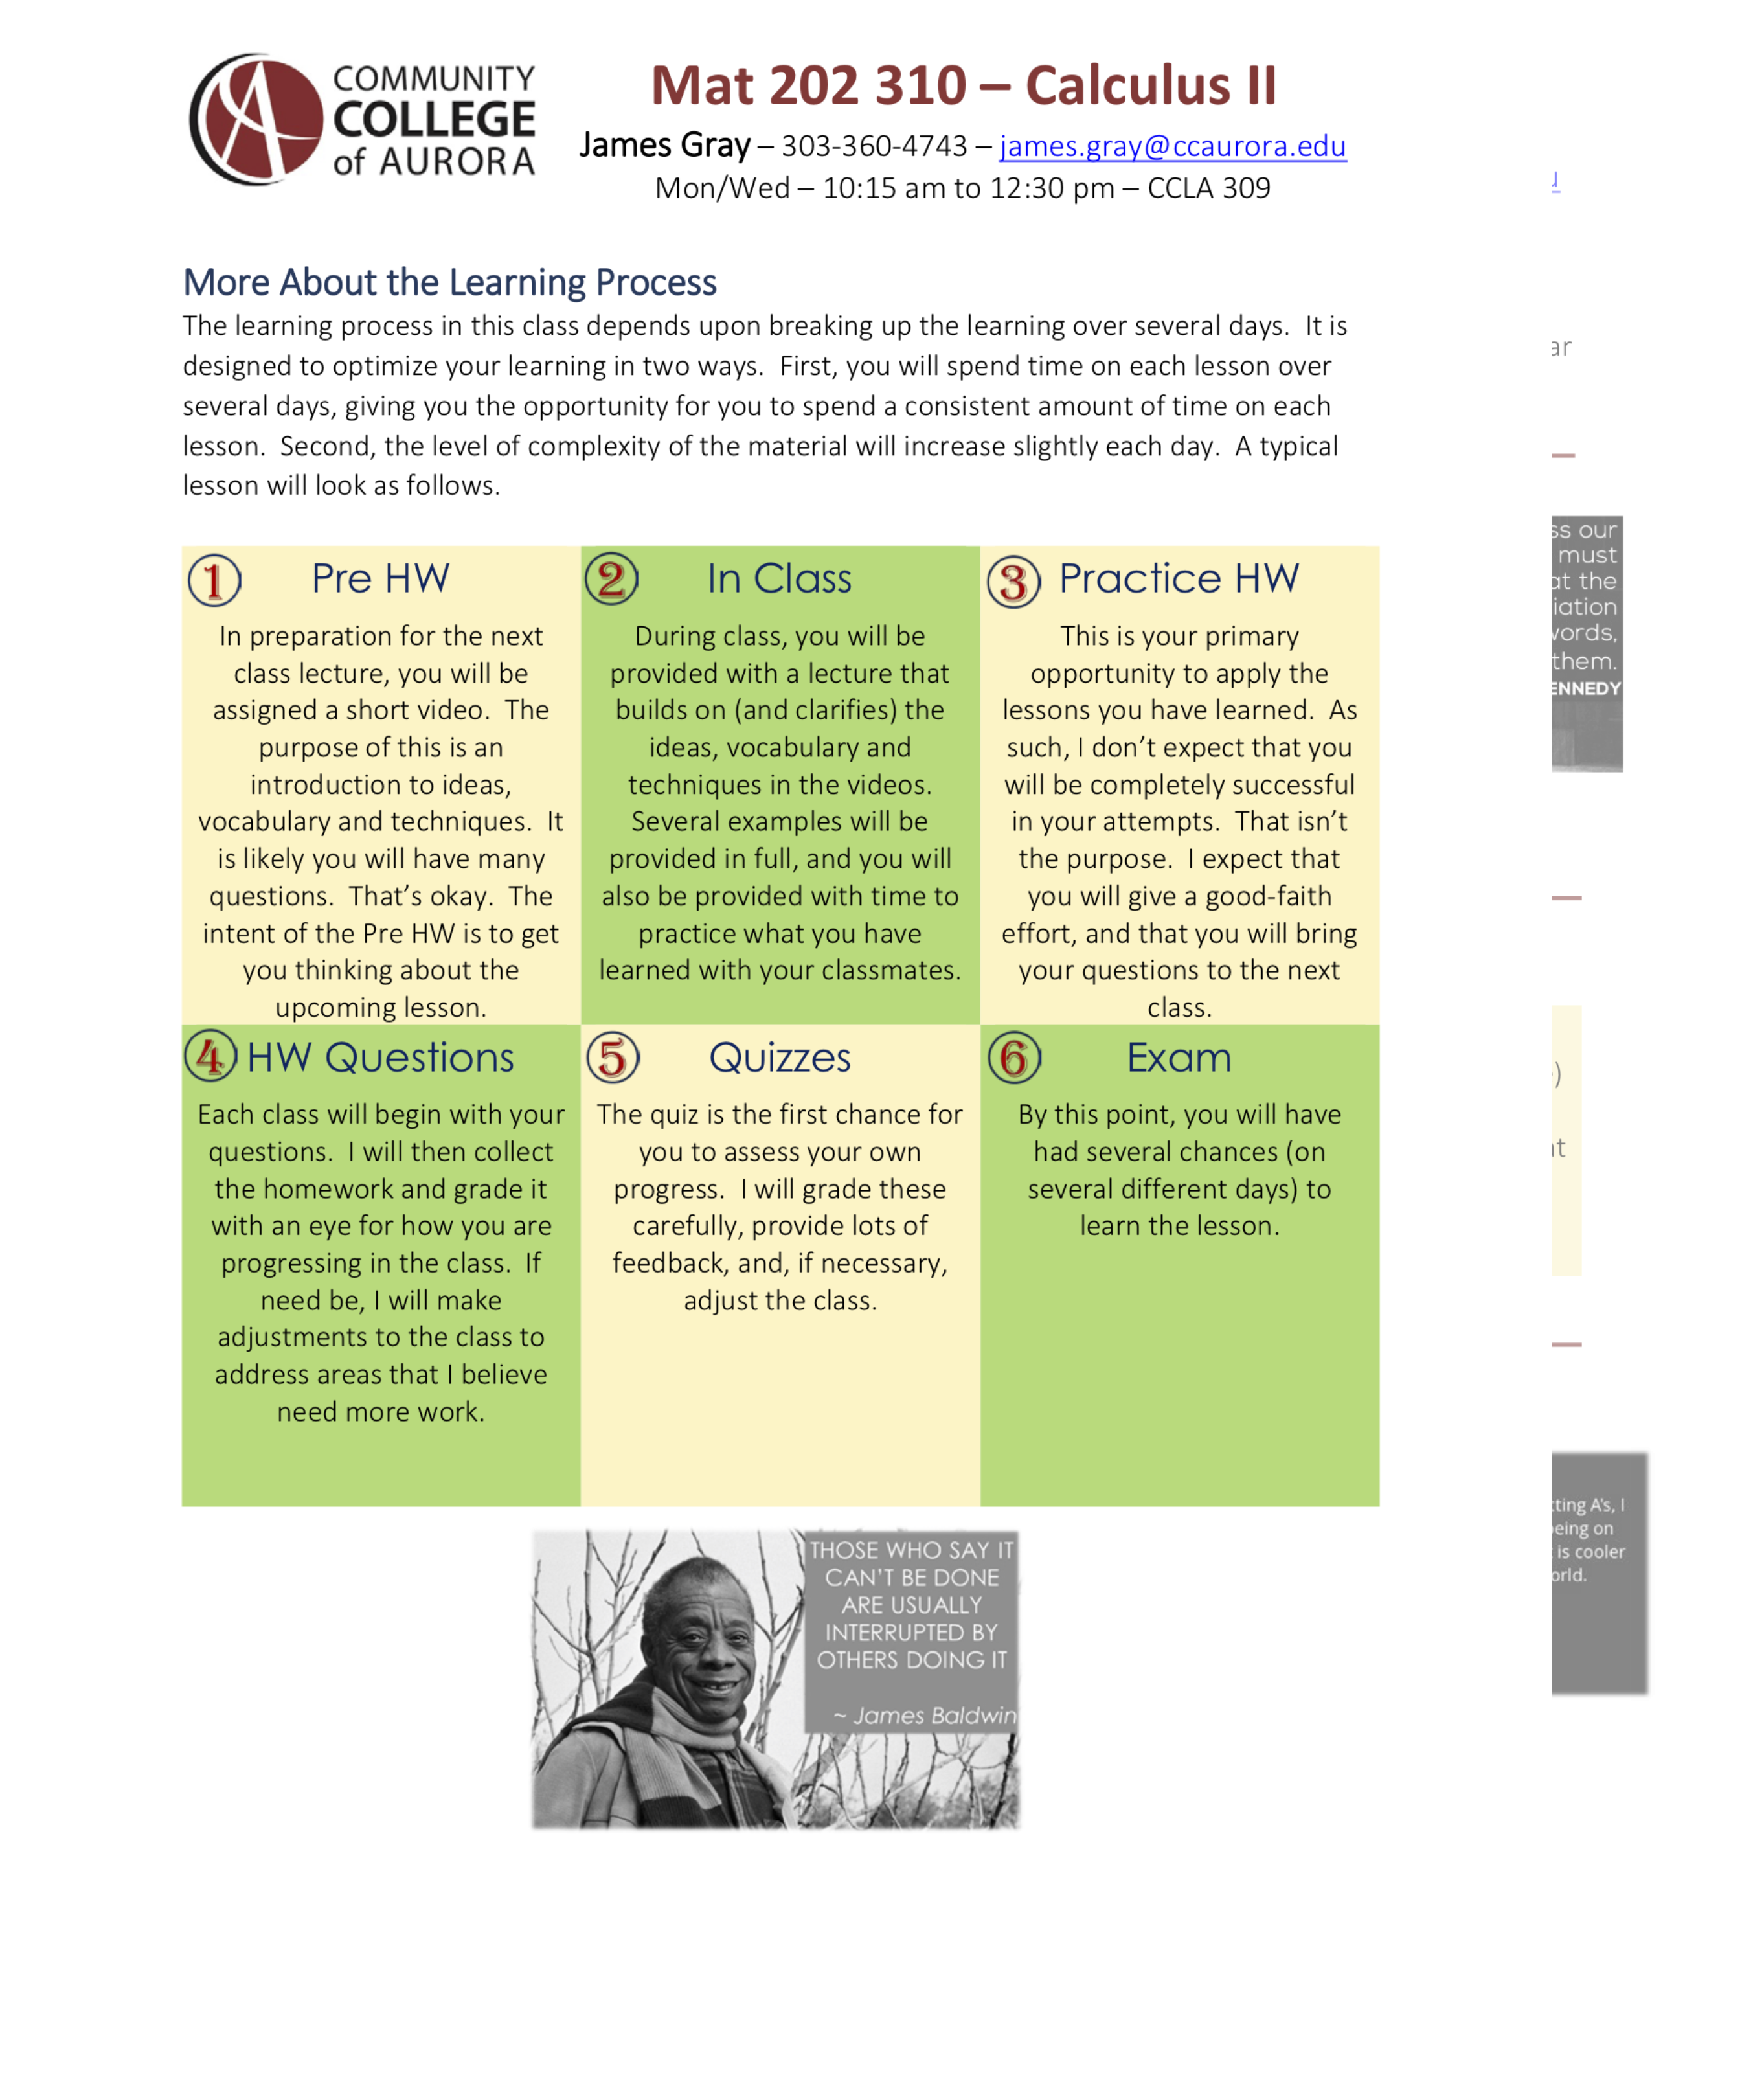 COMMUNITY
COLLEGE
of AURORA
Mat 202 310 – Calculus II
James Gray – 303-360-4743 – james.gray@ccaurora.edu
Mon/Wed – 10:15 am to 12:30 pm – CCLA 309
More About the Learning Process
The learning process in this class depends upon breaking up the learning over several days.  It is
designed to optimize your learning in two ways.  First, you will spend time on each lesson over
several days, giving you the opportunity for you to spend a consistent amount of time on each
lesson.  Second, the level of complexity of the material will increase slightly each day.  A typical
lesson will look as follows.
1 Pre HW
In preparation for the next
class lecture, you will be
assigned a short video.  The
purpose of this is an
introduction to ideas,
vocabulary and techniques.  It
is likely you will have many
questions.  That's okay.  The
intent of the Pre HW is to get
you thinking about the
upcoming lesson.
2 In Class
During class, you will be
provided with a lecture that
builds on (and clarifies) the
ideas, vocabulary and
techniques in the videos.
Several examples will be
provided in full, and you will
also be provided with time to
practice what you have
learned with your classmates.
3 Practice HW
This is your primary
opportunity to apply the
lessons you have learned.  As
such, I don't expect that you
will be completely successful
in your attempts.  That isn't
the purpose.  I expect that
you will give a good-faith
effort, and that you will bring
your questions to the next
class.
4 HW Questions
Each class will begin with your
questions.  I will then collect
the homework and grade it
with an eye for how you are
progressing in the class.  If
need be, I will make
adjustments to the class to
address areas that I believe
need more work.
5 Quizzes
The quiz is the first chance for
you to assess your own
progress.  I will grade these
carefully, provide lots of
feedback, and, if necessary,
adjust the class.
6 Exam
By this point, you will have
had several chances (on
several different days) to
learn the lesson.
THOSE WHO SAY IT
CAN'T BE DONE
ARE USUALLY
INTERRUPTED BY
OTHERS DOING IT
~ James Baldwin
our
must
the
them.
A's, I
on
is cooler